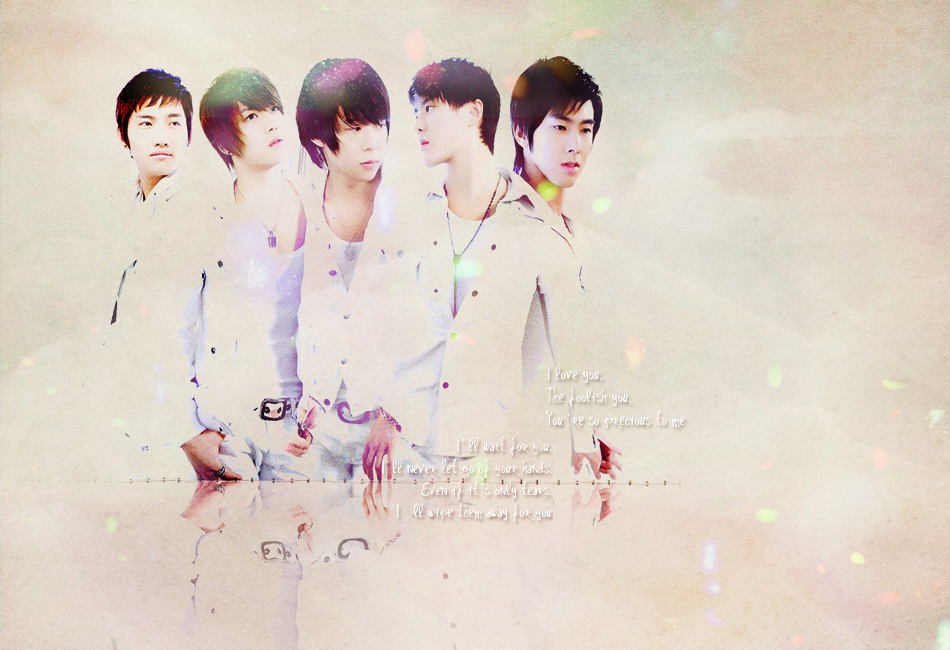 I love you.
The foolish you.
You're so precious to me
I'll wait for you.
I'll never let go of your hands.
Even if it's only tears.
I'll wipe them away for you